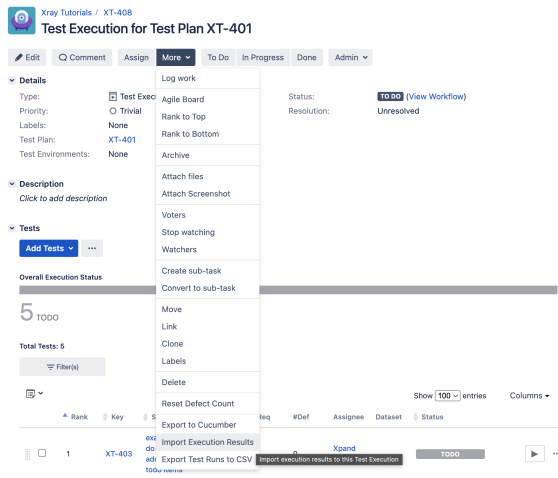 Xray Tutorials / XT-408
Test Execution for Test Plan XT-401
Edit Comment Assign More To Do In Progress Done Admin
Log work
Agile Board
Rank to Top
Rank to Bottom
Archive
Attach files
Attach Screenshot
Voters
Stop watching
Watchers
Create sub-task
Convert to sub-task
Move
Link
Clone
Labels
Delete
Reset Defect Count
Export to Cucumber
Import Execution Results
Export Test Runs to CSV
Import execution results to this Test Execution
Details
Type: Test Exec
Priority: Trivial
Labels: None
Test Plan: XT-401
Test Environments: None
Status: TO DO (View Workflow)
Resolution: Unresolved
Description
Click to add description
Tests
Add Tests ...
Overall Execution Status
5 TODO
Total Tests: 5
Filter(s)
Show 100 entries Columns
Rank Key S Req #Def Assignee Dataset Status
1 XT-403 Xpand TODO ...
todo items